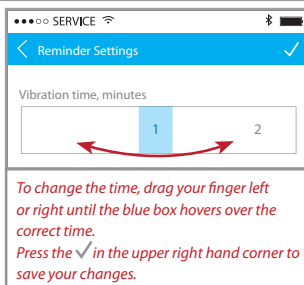 SERVICE
Reminder Settings
Vibration time, minutes
1 2
To change the time, drag your finger left
or right until the blue box hovers over the
correct time.
Press the ✓ in the upper right hand corner to
save your changes.